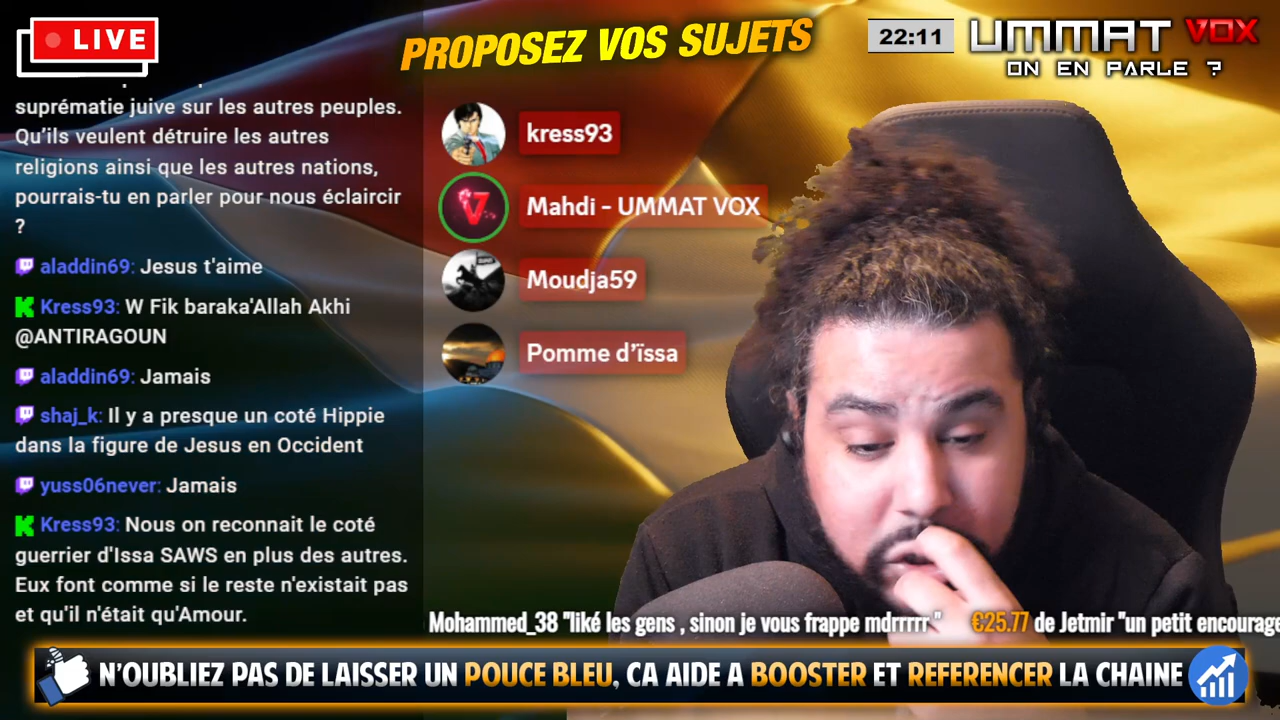 LIVE
PROPOSEZ VOS SUJETS
22:11
UMMAT VOX
ON EN PARLE ?
suprématie juive sur les autres peuples.
Qu'ils veulent détruire les autres
religions ainsi que les autres nations,
pourrais-tu en parler pour nous éclaircir
?
aladdin69: Jesus t'aime
Kress93: W Fik baraka'Allah Akhi
@ANTIRAGOUN
aladdin69: Jamais
shaj_k: Il y a presque un coté Hippie
dans la figure de Jesus en Occident
yuss06never: Jamais
Kress93: Nous on reconnait le coté
guerrier d'Issa SAWS en plus des autres.
Eux font comme si le reste n'existait pas
et qu'il n'était qu'Amour.
kress93
Mahdi - UMMAT VOX
Moudja59
Pomme d'ïssa
Mohammed_38 "liké les gens , sinon je vous frappe mdrrrrr" €25.77 de Jetmir "un petit encourage
N'OUBLIEZ PAS DE LAISSER UN POUCE BLEU, CA AIDE A BOOSTER ET REFERENCER LA CHAINE